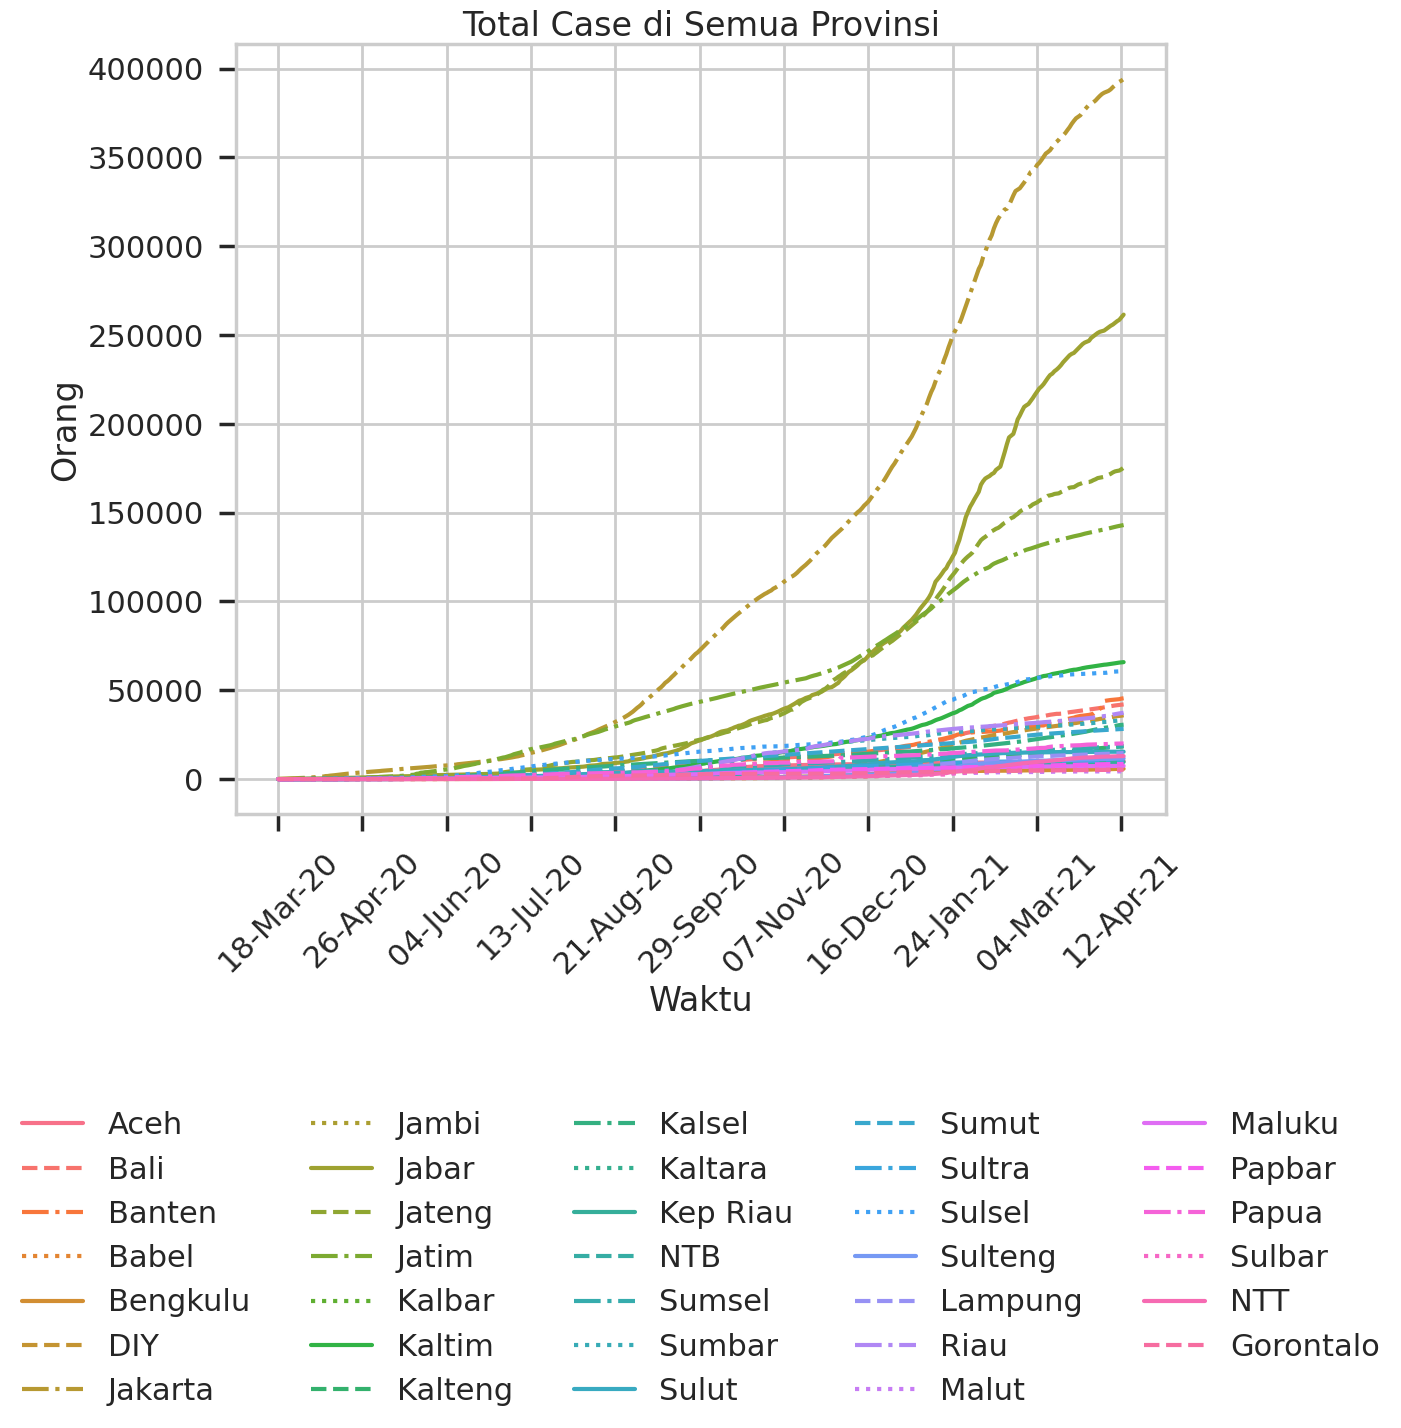 Total Case di Semua Provinsi
400000
350000
300000
250000
200000
150000
100000
50000
0
Orang
18-Mar-20
26-Apr-20
04-Jun-20
13-Jul-20
21-Aug-20
29-Sep-20
07-Nov-20
16-Dec-20
24-Jan-21
04-Mar-21
12-Apr-21
Waktu
Aceh
Bali
Banten
Babel
Bengkulu
DIY
Jakarta
Jambi
Jabar
Jateng
Jatim
Kalbar
Kaltim
Kalteng
Kalsel
Kaltara
Kep Riau
NTB
Sumsel
Sumbar
Sulut
Sumut
Sultra
Sulsel
Sulteng
Lampung
Riau
Malut
Maluku
Papbar
Papua
Sulbar
NTT
Gorontalo